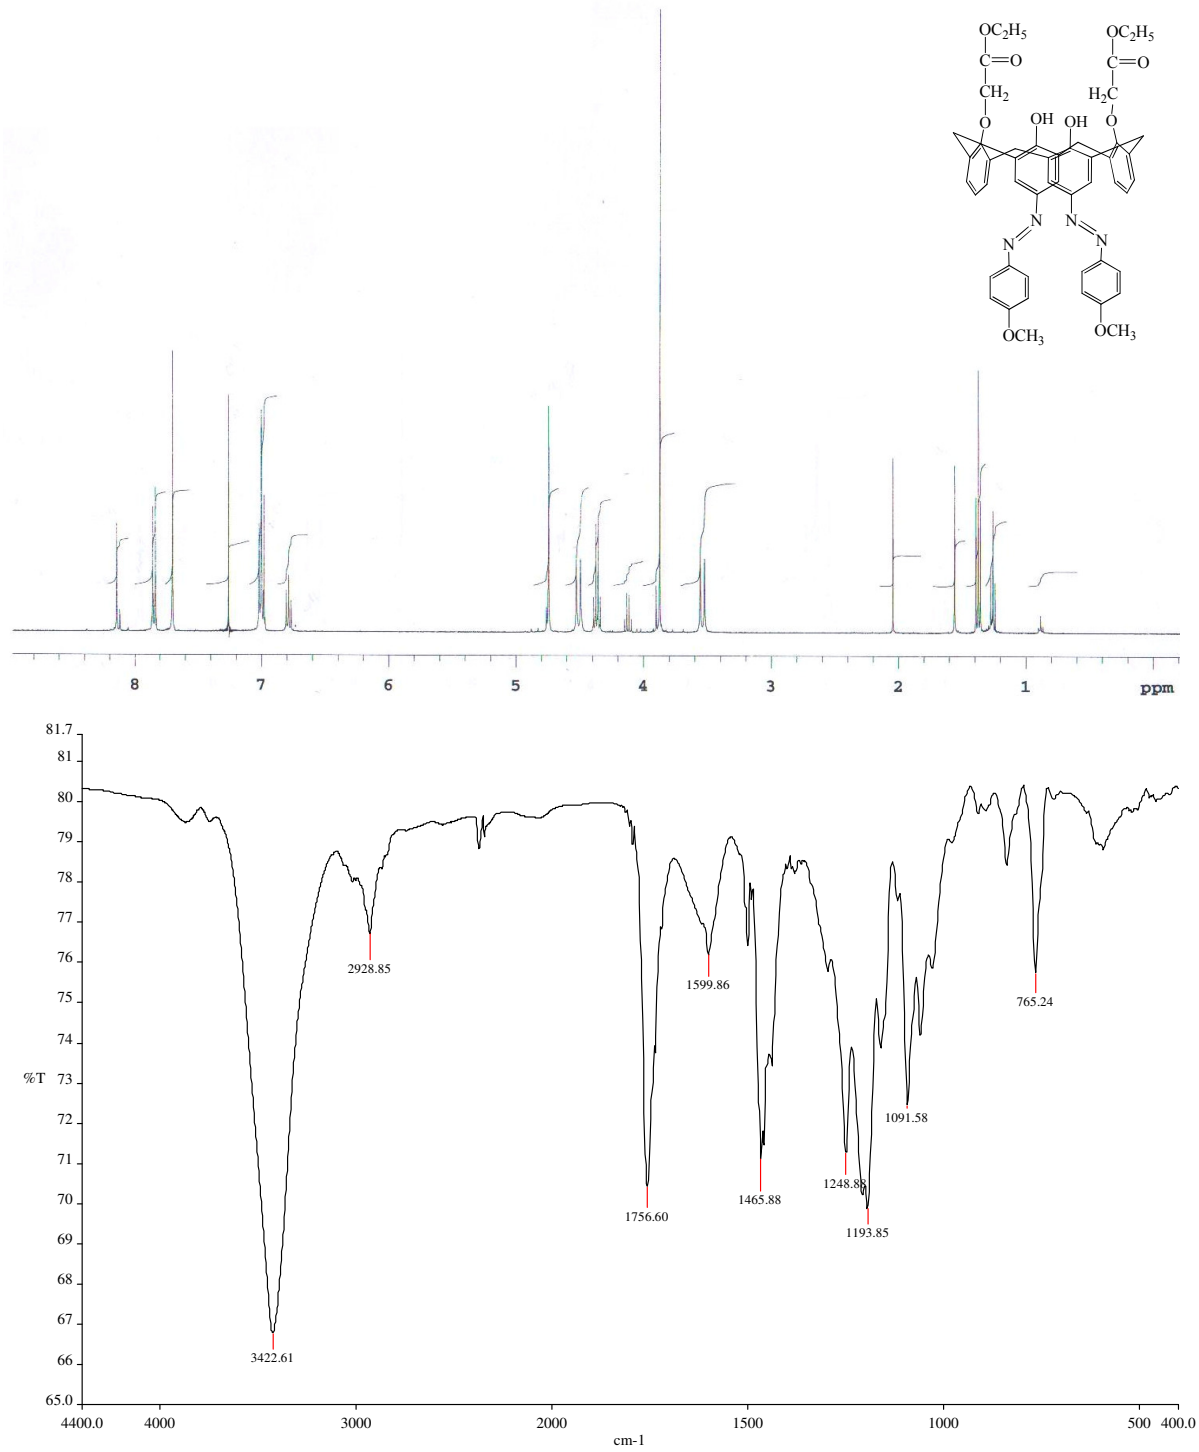 OC2H5 OC2H5
C=O C=O
CH2 H2C
O OH OH O
N N
N N
OCH3 OCH3
8 7 6 5 4 3 2 1 ppm
81.7
81
80
79
78
77
76
75
74
%T 73
72
71
70
69
68
67
66
65.0
2928.85
1599.86
765.24
1091.58
1248.88
1756.60
1465.88
1193.85
3422.61
4400.0 4000 3000 2000 1500 1000 500 400.0
cm-1